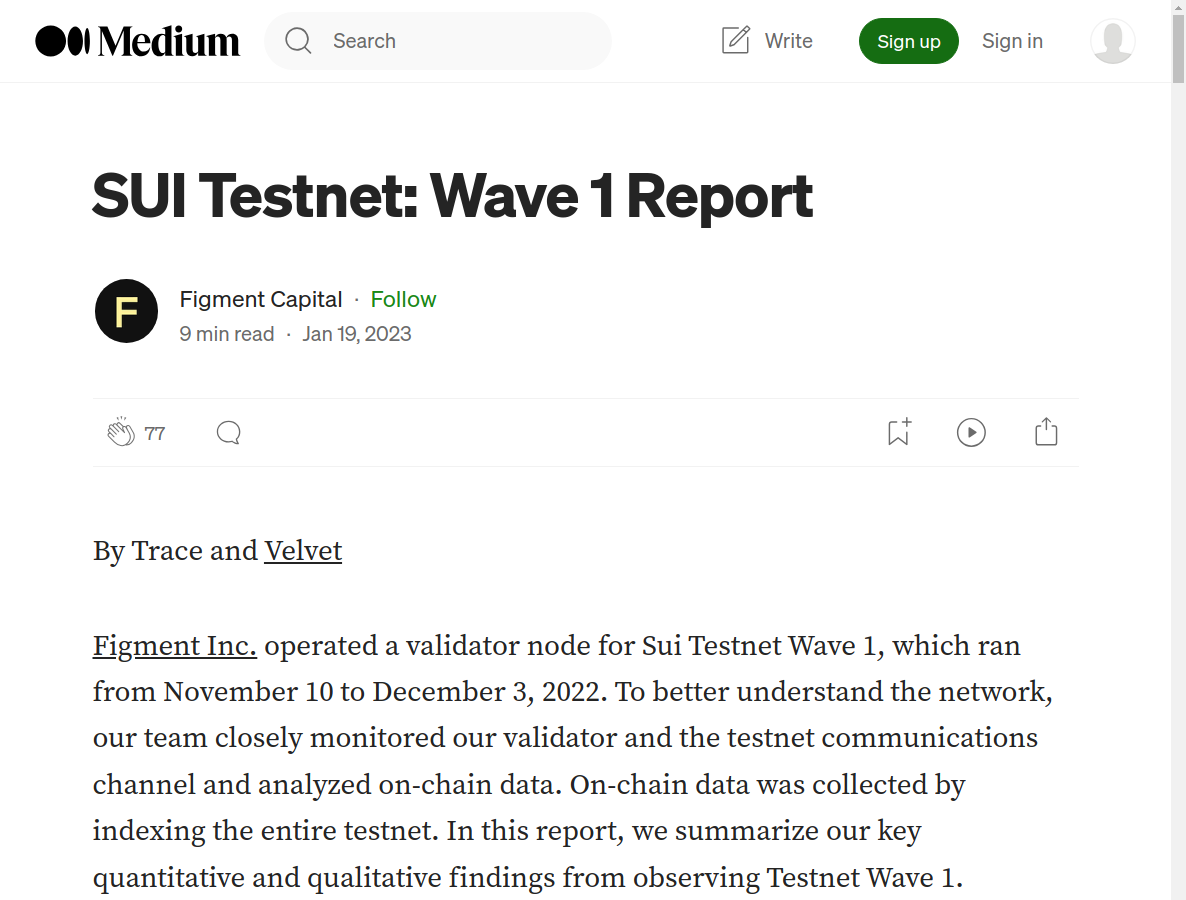 Medium
Search
Write
Sign up
Sign in
SUI Testnet: Wave 1 Report
F
Figment Capital · Follow
9 min read · Jan 19, 2023
77
By Trace and Velvet
Figment Inc. operated a validator node for Sui Testnet Wave 1, which ran
from November 10 to December 3, 2022. To better understand the network,
our team closely monitored our validator and the testnet communications
channel and analyzed on-chain data. On-chain data was collected by
indexing the entire testnet. In this report, we summarize our key
quantitative and qualitative findings from observing Testnet Wave 1.